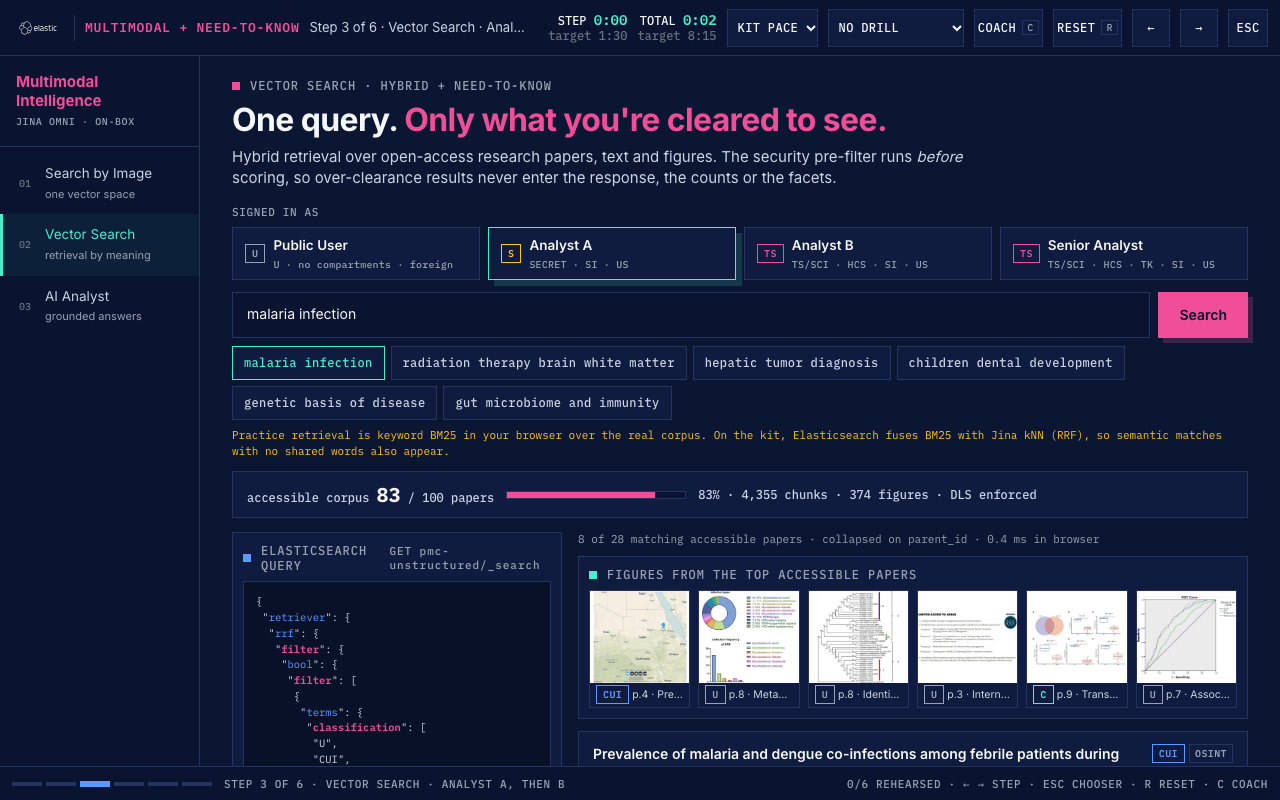 elastic
MULTIMODAL + NEED-TO-KNOW
Step 3 of 6 · Vector Search · Anal...
STEP 0:00 TOTAL 0:02
target 1:30 target 8:15
KIT PACE
NO DRILL
COACH C
RESET R
←
→
ESC
Multimodal
Intelligence
JINA OMNI · ON-BOX
01 Search by Image
one vector space
02 Vector Search
retrieval by meaning
03 AI Analyst
grounded answers
VECTOR SEARCH · HYBRID + NEED-TO-KNOW
One query. Only what you're cleared to see.
Hybrid retrieval over open-access research papers, text and figures. The security pre-filter runs before
scoring, so over-clearance results never enter the response, the counts or the facets.
SIGNED IN AS
U Public User
U · no compartments · foreign
S Analyst A
SECRET · SI · US
TS Analyst B
TS/SCI · HCS · SI · US
TS Senior Analyst
TS/SCI · HCS · TK · SI · US
malaria infection
Search
malaria infection
radiation therapy brain white matter
hepatic tumor diagnosis
children dental development
genetic basis of disease
gut microbiome and immunity
Practice retrieval is keyword BM25 in your browser over the real corpus. On the kit, Elasticsearch fuses BM25 with Jina kNN (RRF), so semantic matches
with no shared words also appear.
accessible corpus 83 / 100 papers
83% · 4,355 chunks · 374 figures · DLS enforced
ELASTICSEARCH
QUERY
GET pmc-
unstructured/_search
{
"retriever": {
"rrf": {
"filter": {
"bool": {
"filter": [
{
"terms": {
"classification": [
"U",
"CUI",
8 of 28 matching accessible papers · collapsed on parent_id · 0.4 ms in browser
FIGURES FROM THE TOP ACCESSIBLE PAPERS
CUI p.4 · Pre...
U p.8 · Meta...
U p.8 · Identi...
U p.3 · Intern...
C p.9 · Trans...
U p.7 · Assoc...
Prevalence of malaria and dengue co-infections among febrile patients during
CUI
OSINT
STEP 3 OF 6 · VECTOR SEARCH · ANALYST A, THEN B
0/6 REHEARSED · ← → STEP · ESC CHOOSER · R RESET · C COACH